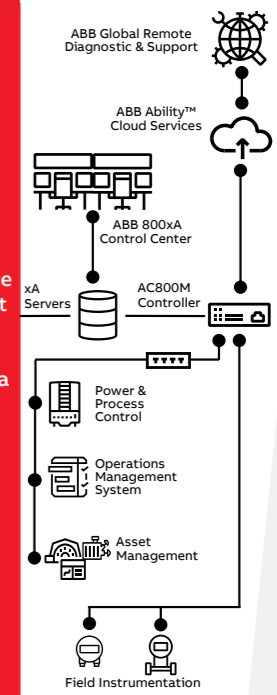 ABB Global Remote
Diagnostic & Support
ABB Ability™
Cloud Services
ABB 800xA
Control Center
xA
Servers
AC800M
Controller
Power &
Process
Control
Operations
Management
System
Asset
Management
Field Instrumentation